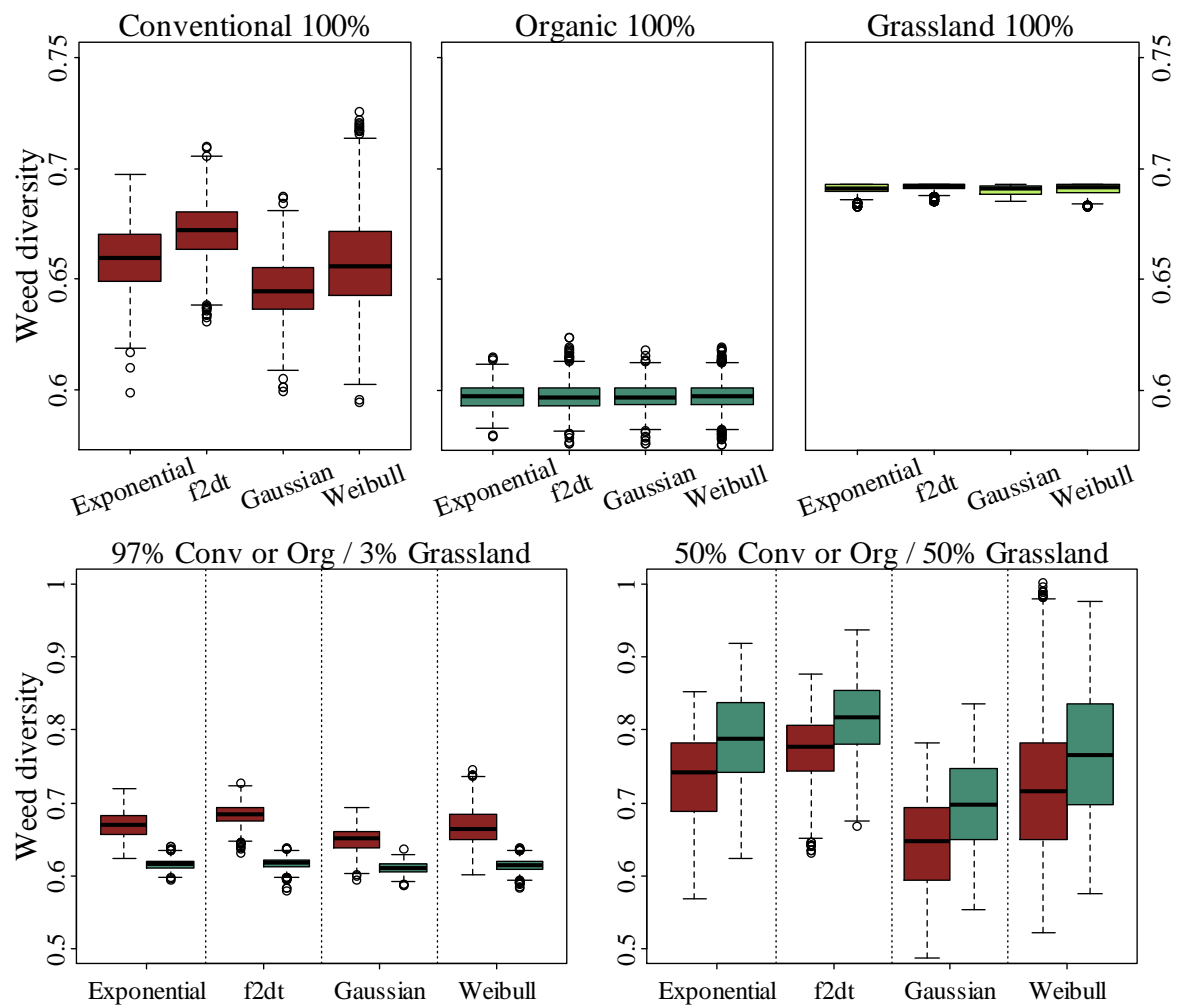 Conventional 100%
Organic 100%
Grassland 100%
Weed diversity
0.75
0.7
0.65
0.6
0.75
0.7
0.65
0.6
Exponential
f2dt
Gaussian
Weibull
Exponential
f2dt
Gaussian
Weibull
Exponential
f2dt
Gaussian
Weibull
97% Conv or Org / 3% Grassland
50% Conv or Org / 50% Grassland
Weed diversity
1
0.9
0.8
0.7
0.6
0.5
1
0.9
0.8
0.7
0.6
0.5
Exponential
f2dt
Gaussian
Weibull
Exponential
f2dt
Gaussian
Weibull